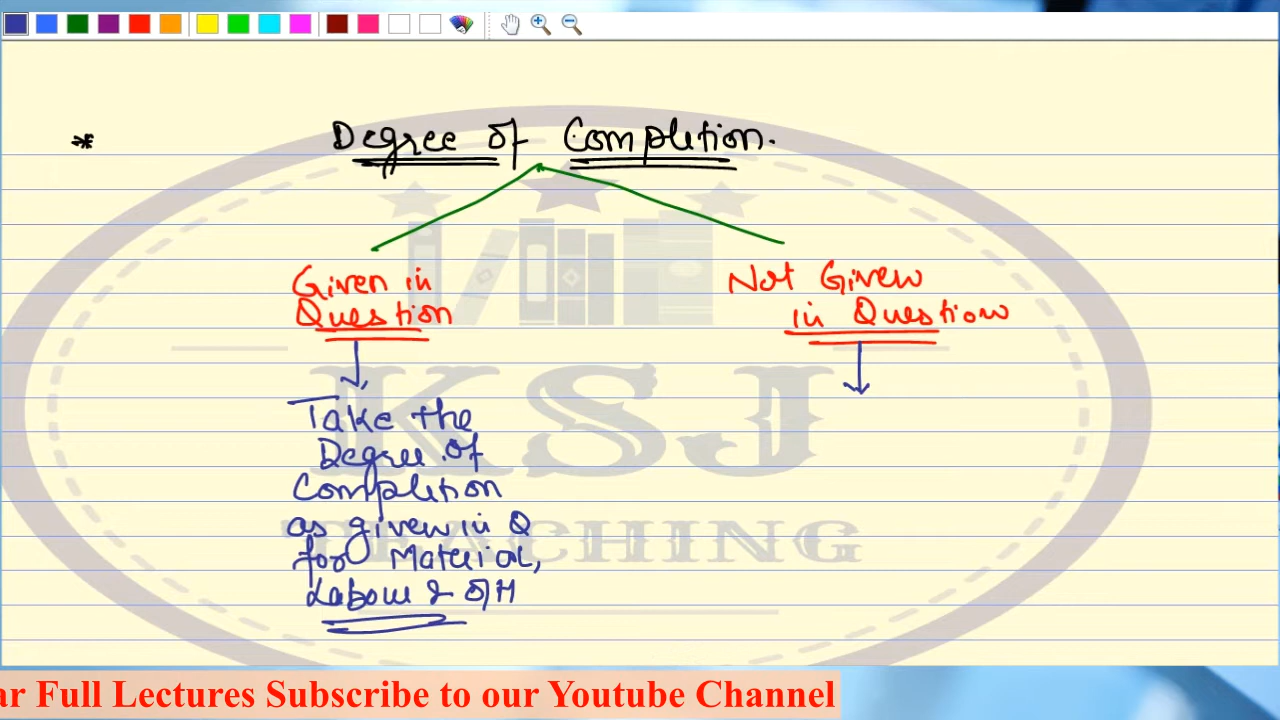 * Degree of Completion.
Given in
Question
Not Given
in Question
Take the
Degree of
Completion
as given in Q
for Material,
Labour & O/H
KSJ
TEACHING
ar Full Lectures Subscribe to our Youtube Channel